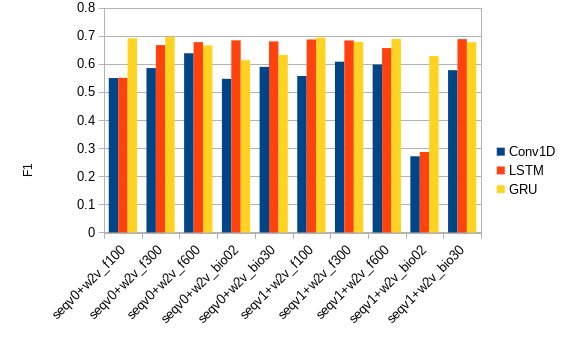 0.8
0.7
0.6
0.5
0.4
0.3
0.2
0.1
0
F1
Conv1D
LSTM
GRU
seqv0+w2v_f100
seqv0+w2v_f300
seqv0+w2v_f600
seqv0+w2v_bio02
seqv0+w2v_bio30
seqv1+w2v_f100
seqv1+w2v_f300
seqv1+w2v_f600
seqv1+w2v_bio02
seqv1+w2v_bio30